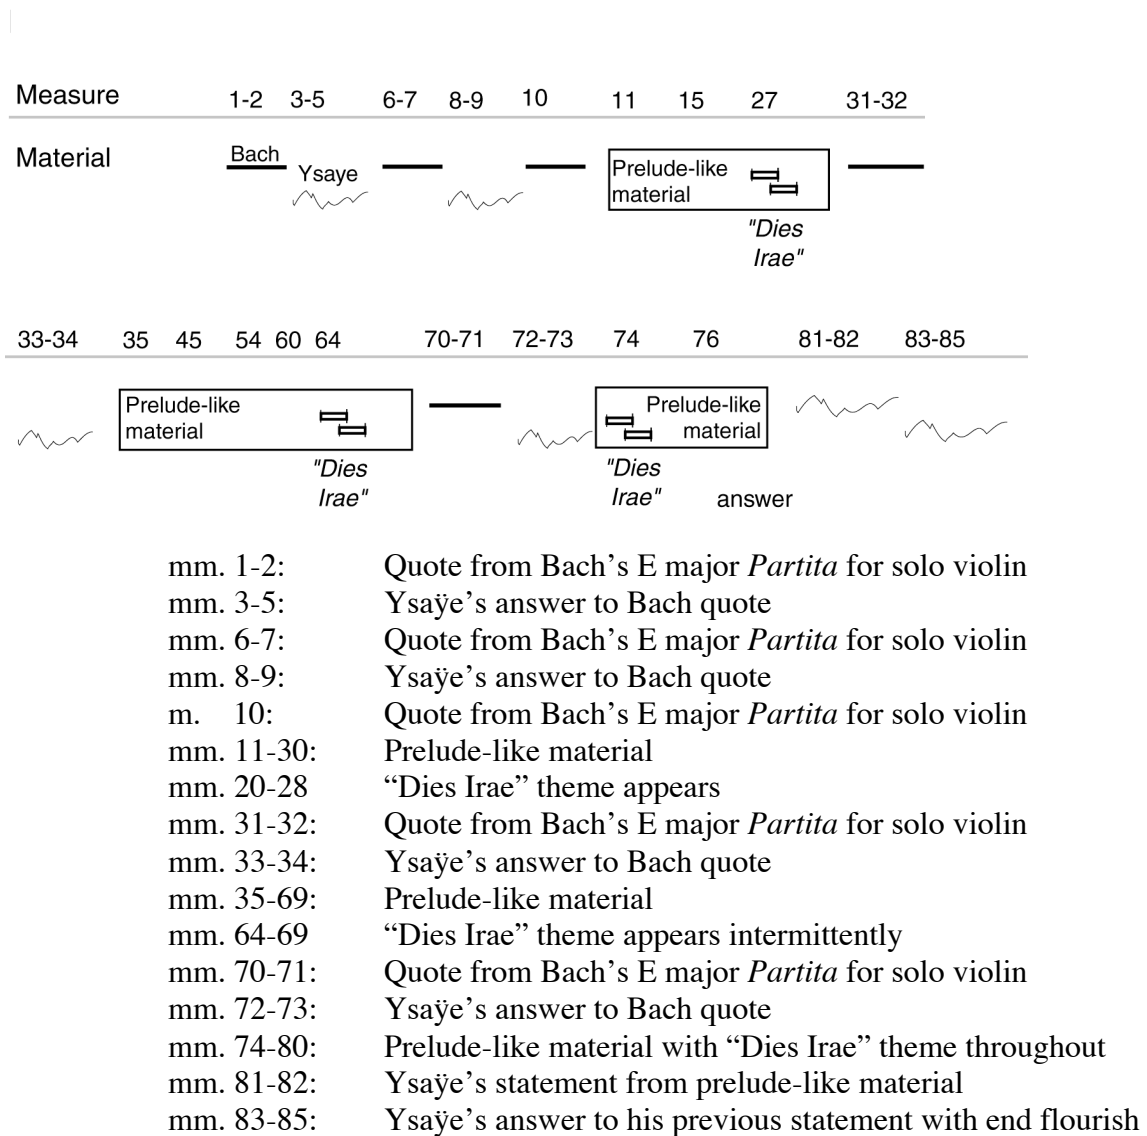 Measure 1-2 3-5 6-7 8-9 10 11 15 27 31-32
Material Bach Ysaye Prelude-like
material
"Dies
Irae"
33-34 35 45 54 60 64 70-71 72-73 74 76 81-82 83-85
Prelude-like Prelude-like
material material
"Dies "Dies
Irae" Irae" answer
mm. 1-2: Quote from Bach’s E major Partita for solo violin
mm. 3-5: Ysaÿe’s answer to Bach quote
mm. 6-7: Quote from Bach’s E major Partita for solo violin
mm. 8-9: Ysaÿe’s answer to Bach quote
m. 10: Quote from Bach’s E major Partita for solo violin
mm. 11-30: Prelude-like material
mm. 20-28 “Dies Irae” theme appears
mm. 31-32: Quote from Bach’s E major Partita for solo violin
mm. 33-34: Ysaÿe’s answer to Bach quote
mm. 35-69: Prelude-like material
mm. 64-69 “Dies Irae” theme appears intermittently
mm. 70-71: Quote from Bach’s E major Partita for solo violin
mm. 72-73: Ysaÿe’s answer to Bach quote
mm. 74-80: Prelude-like material with “Dies Irae” theme throughout
mm. 81-82: Ysaÿe’s statement from prelude-like material
mm. 83-85: Ysaÿe’s answer to his previous statement with end flourish